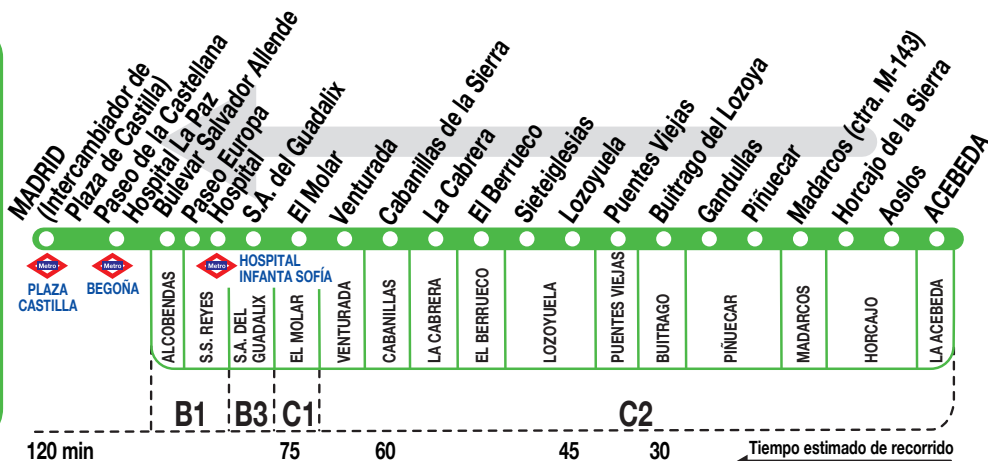 MADRID
(Intercambiador de
Plaza de Castilla)
Paseo de la Castellana
Hospital La Paz
Bulevar Salvador Allende
Paseo Europa
Hospital
S.A. del Guadalix
El Molar
Venturada
Cabanillas de la Sierra
La Cabrera
El Berrueco
Sieteiglesias
Lozoyuela
Puentes Viejas
Buitrago del Lozoya
Gandullas
Piñuecar
Madarcos (ctra. M-143)
Horcajo de la Sierra
Aoslos
ACEBEDA
Metro
PLAZA
CASTILLA
Metro
BEGOÑA
Metro
HOSPITAL
INFANTA SOFÍA
ALCOBENDAS
S.S. REYES
S.A. DEL
GUADALIX
EL MOLAR
VENTURADA
CABANILLAS
LA CABRERA
EL BERRUECO
LOZOYUELA
PUENTES VIEJAS
BUITRAGO
PIÑUECAR
MADARCOS
HORCAJO
LA ACEBEDA
B1 B3 C1 C2
120 min 75 60 45 30 Tiempo estimado de recorrido